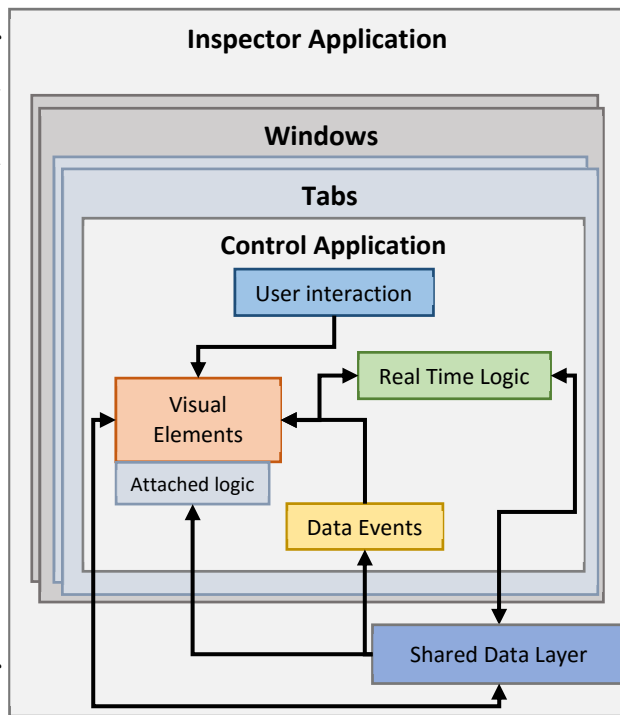 Inspector Application
Windows
Tabs
Control Application
User interaction
Real Time Logic
Visual
Elements
Attached logic
Data Events
Shared Data Layer